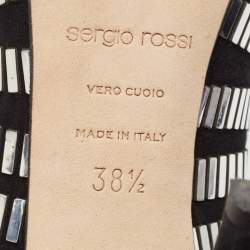 sergio rossi
VERO CUOIO
MADE IN ITALY
38½